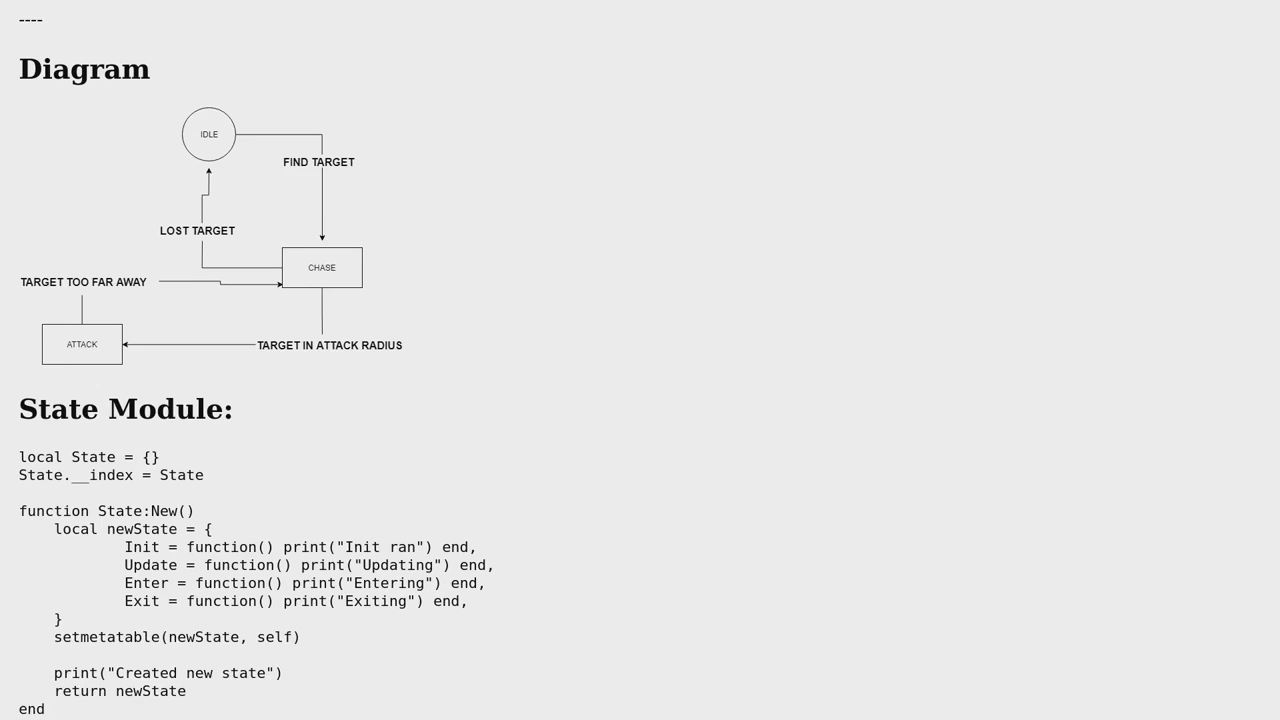 ----
Diagram
IDLE
FIND TARGET
LOST TARGET
CHASE
TARGET TOO FAR AWAY
ATTACK
TARGET IN ATTACK RADIUS
State Module:
local State = {}
State.__index = State
function State:New()
    local newState = {
            Init = function() print("Init ran") end,
            Update = function() print("Updating") end,
            Enter = function() print("Entering") end,
            Exit = function() print("Exiting") end,
    }
    setmetatable(newState, self)
    print("Created new state")
    return newState
end